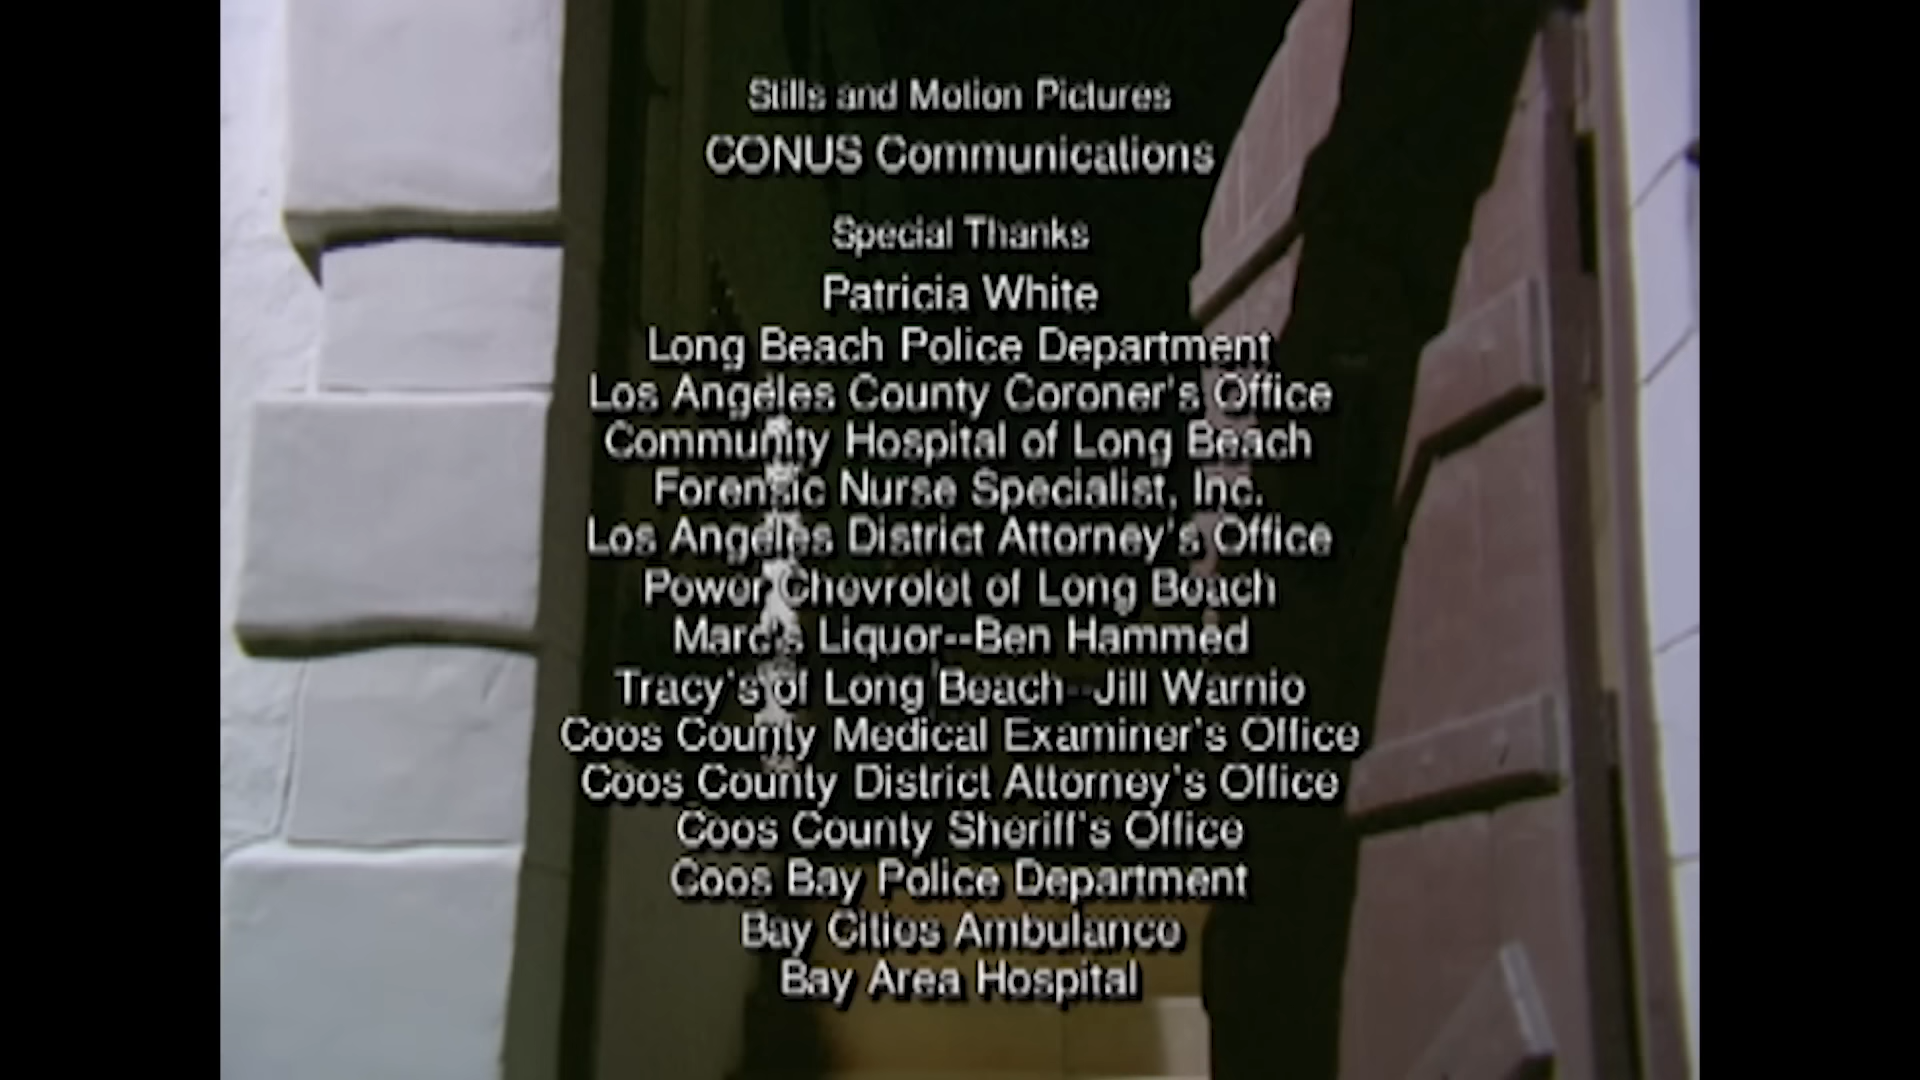 Stills and Motion Pictures
CONUS Communications
Special Thanks
Patricia White
Long Beach Police Department
Los Angeles County Coroner's Office
Community Hospital of Long Beach
Forensic Nurse Specialist, Inc.
Los Angeles District Attorney's Office
Power Chevrolet of Long Beach
Marc's Liquor--Ben Hammed
Tracy's of Long Beach--Jill Warnio
Coos County Medical Examiner's Office
Coos County District Attorney's Office
Coos County Sheriff's Office
Coos Bay Police Department
Bay Cities Ambulance
Bay Area Hospital